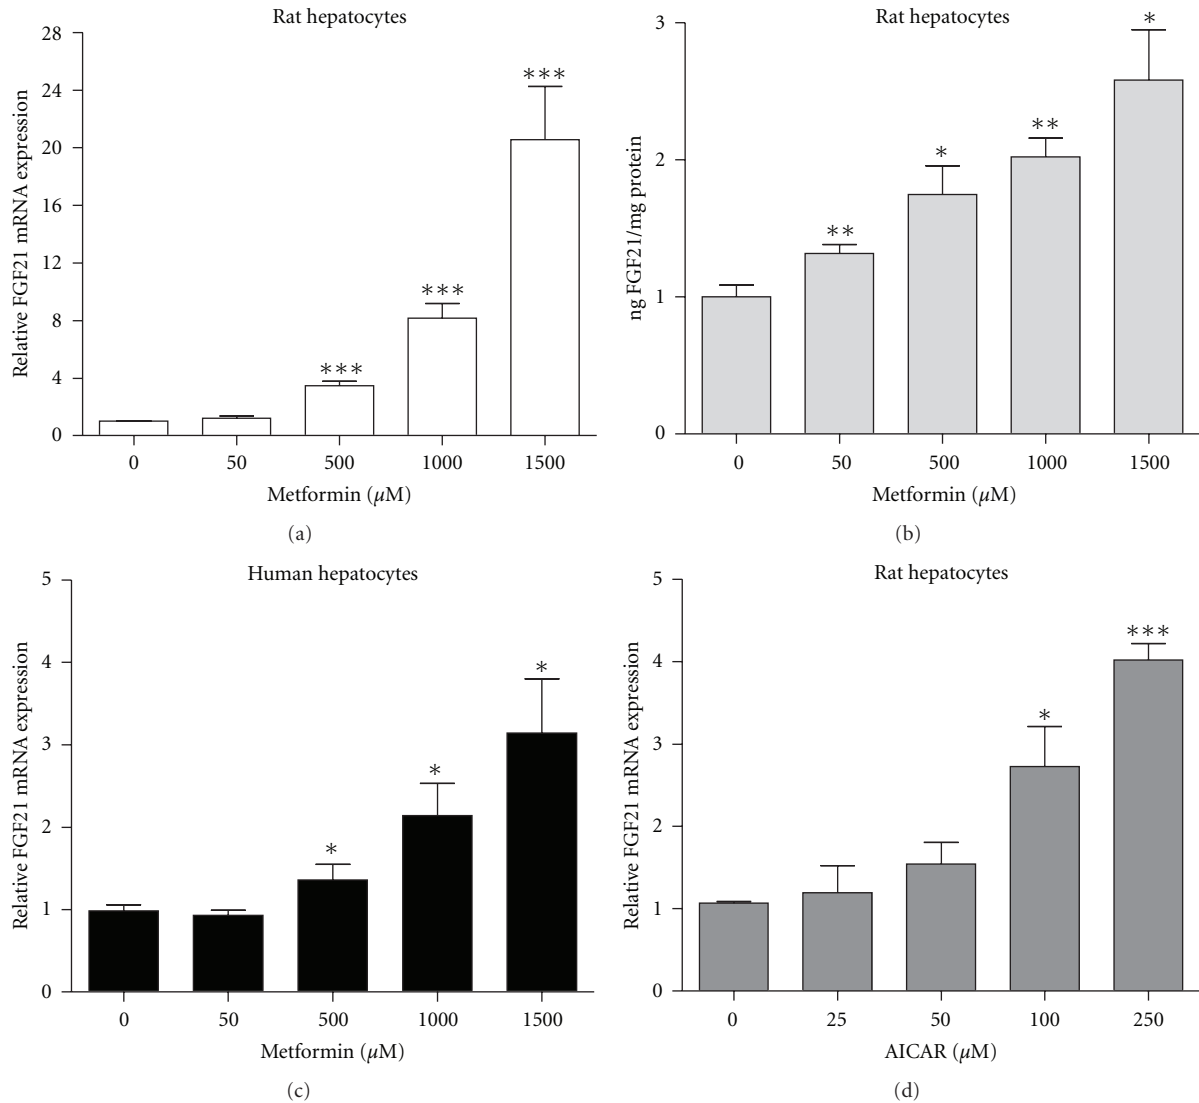 Rat hepatocytes
Relative FGF21 mRNA expression
28
24
20
16
12
8
4
0
***
***
***
0 50 500 1000 1500
Metformin (μM)
(a)
Rat hepatocytes
ng FGF21/mg protein
3
2
1
0
**
*
**
*
0 50 500 1000 1500
Metformin (μM)
(b)
Human hepatocytes
Relative FGF21 mRNA expression
5
4
3
2
1
0
*
*
*
0 50 500 1000 1500
Metformin (μM)
(c)
Rat hepatocytes
Relative FGF21 mRNA expression
5
4
3
2
1
0
*
***
0 25 50 100 250
AICAR (μM)
(d)